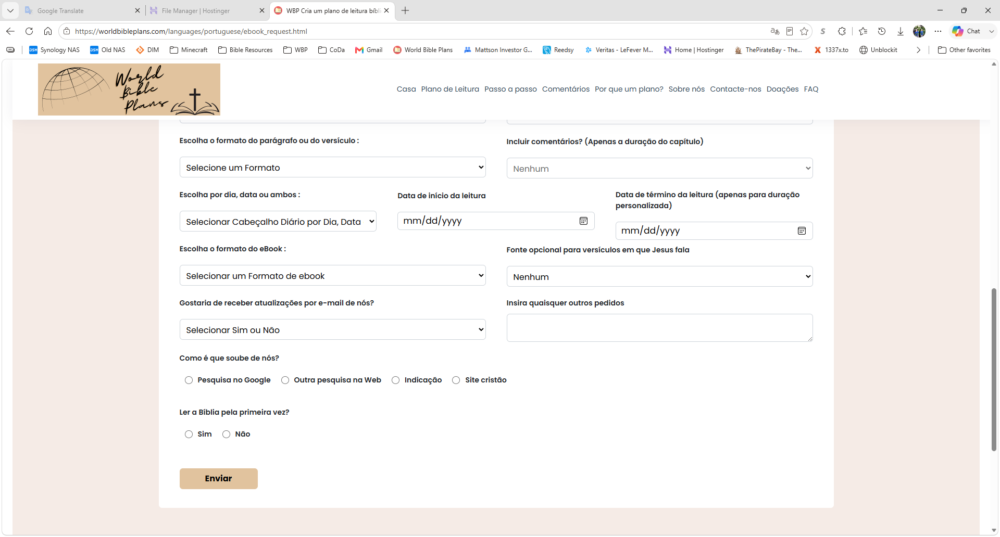 Google Translate
File Manager | Hostinger
WBP Cria um plano de leitura bíbli
https://worldbibleplans.com/languages/portuguese/ebook_request.html
Chat
Synology NAS
Old NAS
DIM
Minecraft
Bible Resources
WBP
CoDa
Gmail
World Bible Plans
Mattson Investor G...
Reedsy
Veritas - LeFever M...
Home | Hostinger
ThePirateBay - The...
1337x.to
Unblockit
Other favorites
World
Bible
Plans
Casa
Plano de Leitura
Passo a passo
Comentários
Por que um plano?
Sobre nós
Contacte-nos
Doações
FAQ
Escolha o formato do parágrafo ou do versículo :
Incluir comentários? (Apenas a duração do capítulo)
Selecione um Formato
Nenhum
Escolha por dia, data ou ambos :
Data de início da leitura
Data de término da leitura (apenas para duração
personalizada)
Selecionar Cabeçalho Diário por Dia, Data
mm/dd/yyyy
mm/dd/yyyy
Escolha o formato do eBook :
Fonte opcional para versículos em que Jesus fala
Selecionar um Formato de ebook
Nenhum
Gostaria de receber atualizações por e-mail de nós?
Insira quaisquer outros pedidos
Selecionar Sim ou Não
Como é que soube de nós?
Pesquisa no Google
Outra pesquisa na Web
Indicação
Site cristão
Ler a Bíblia pela primeira vez?
Sim
Não
Enviar